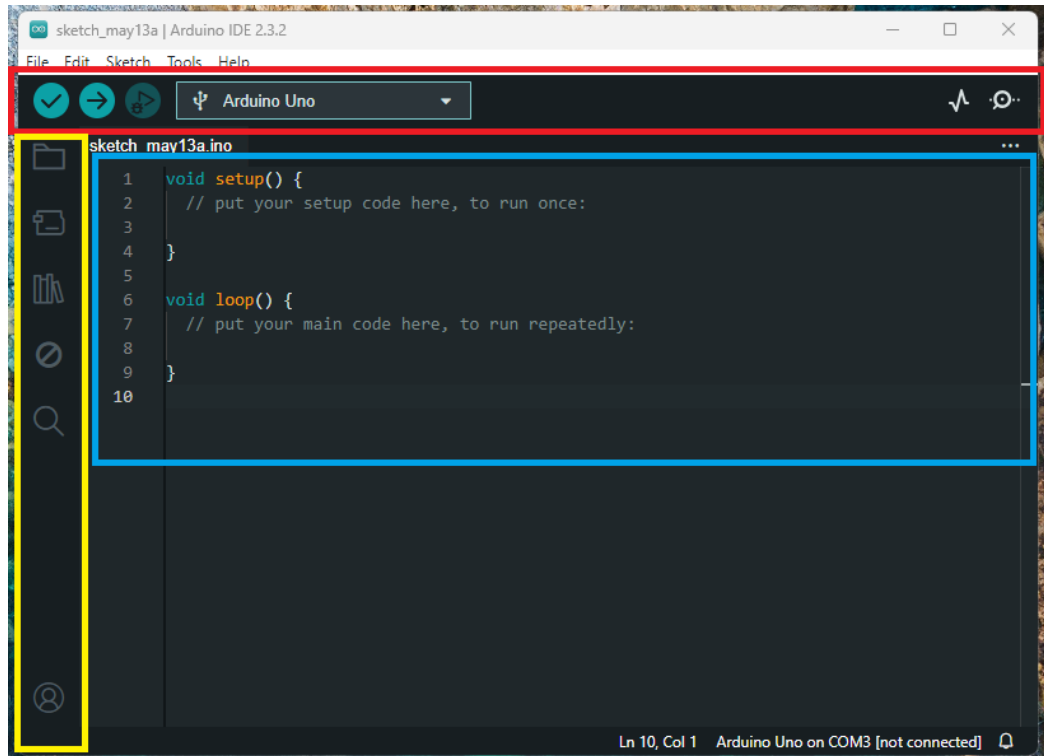 sketch_may13a | Arduino IDE 2.3.2
File Edit Sketch Tools Help
Arduino Uno
sketch_may13a.ino
1 void setup() {
2 // put your setup code here, to run once:
3
4 }
5
6 void loop() {
7 // put your main code here, to run repeatedly:
8
9 }
10
Ln 10, Col 1 Arduino Uno on COM3 [not connected]